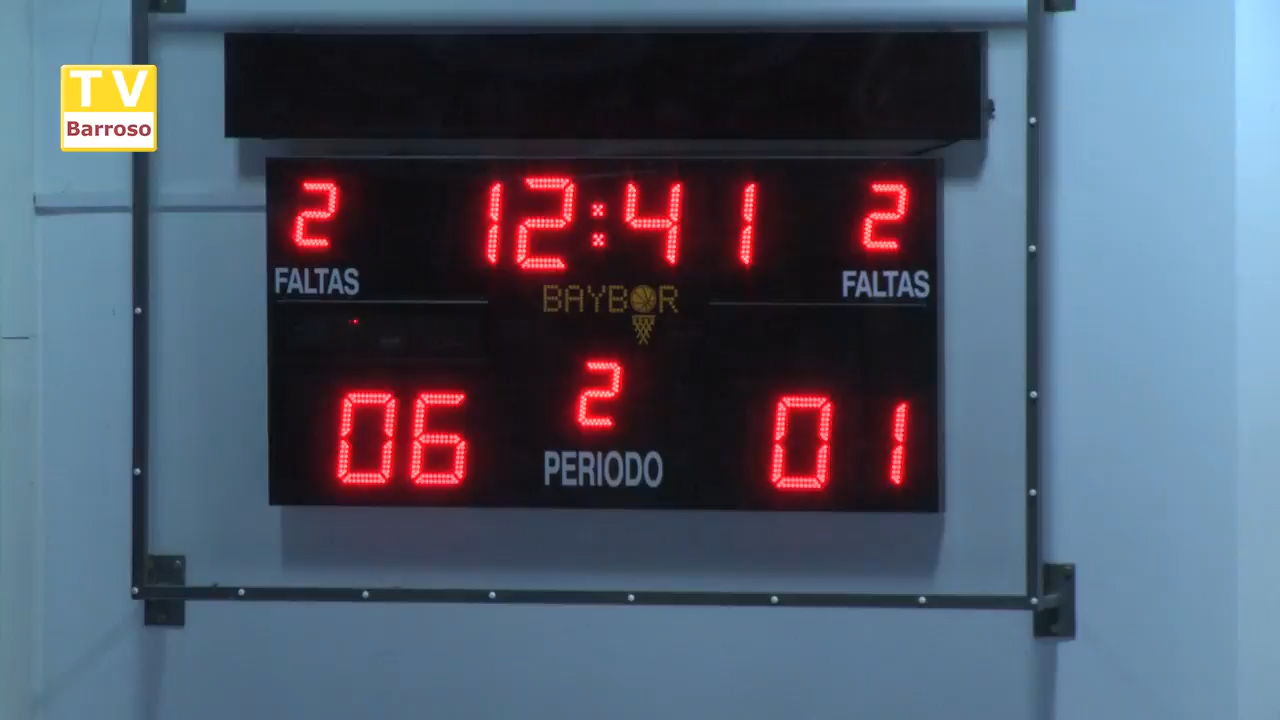 TV
Barroso
2 12:41 2
FALTAS FALTAS
BAYBOR
2
06 01
PERIODO